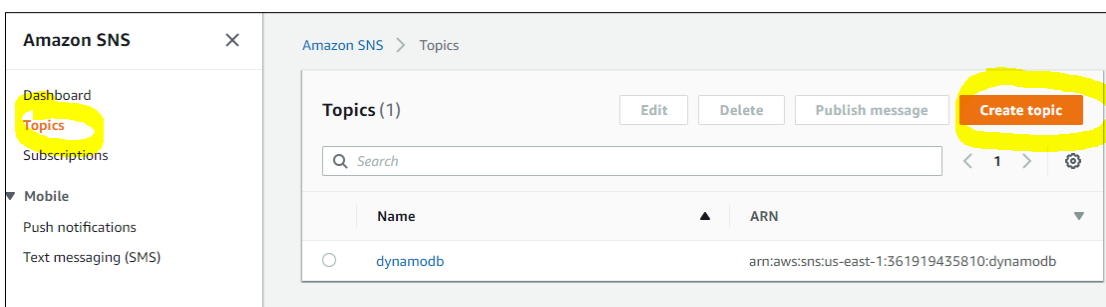 Amazon SNS
Dashboard
Topics
Subscriptions
Mobile
Push notifications
Text messaging (SMS)
Amazon SNS > Topics
Topics (1) Edit Delete Publish message Create topic
Search < 1 >
Name ARN
dynamodb arn:aws:sns:us-east-1:361919435810:dynamodb